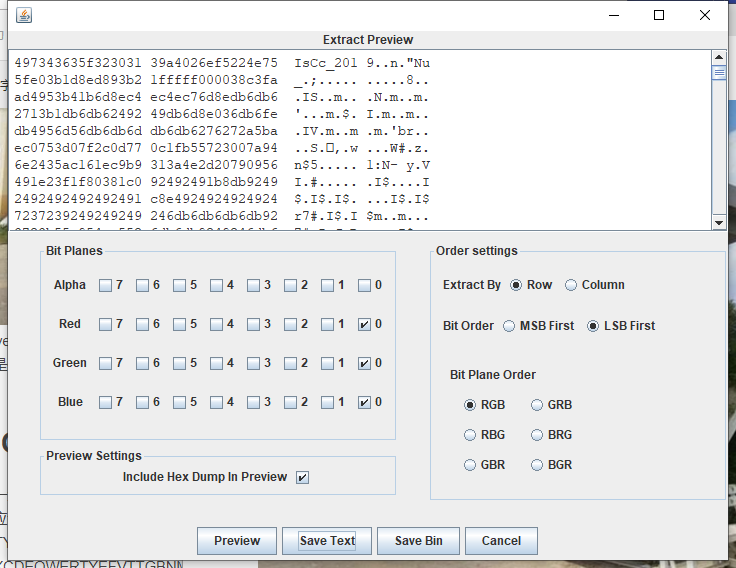 Extract Preview
497343635f323031 39a4026ef5224e75 IsCc_201 9..n."Nu
5fe03b1d8ed893b2 1fffff000038c3fa _.;..... .....8..
ad4953b41b6d8ec4 ec4ec76d8edb6db6 .IS..m.. .N.m..m.
2713b1db6db62492 49db6d8e036db6fe '...m.$. I.m..m..
db4956d56db6db6d db6db6276272a5ba .IV.m..m .m.'br..
ec0753d07f2c0d77 0c1fb55723007a94 ..S.▯,.w ...W#.z.
6e2435ac161ec9b9 313a4e2d20790956 n$5..... 1:N- y.V
491e23f1f80381c0 92492491b8db9249 I.#..... .I$....I
2492492492492491 c8e4924924924924 $.I$.I$. ...I$.I$
7237239249249249 246db6db6db6db92 r7#.I$.I $m..m...
Bit Planes
Alpha 7 6 5 4 3 2 1 0
Red 7 6 5 4 3 2 1 0
Green 7 6 5 4 3 2 1 0
Blue 7 6 5 4 3 2 1 0
Preview Settings
Include Hex Dump In Preview
Order settings
Extract By Row Column
Bit Order MSB First LSB First
Bit Plane Order
RGB GRB
RBG BRG
GBR BGR
Preview Save Text Save Bin Cancel